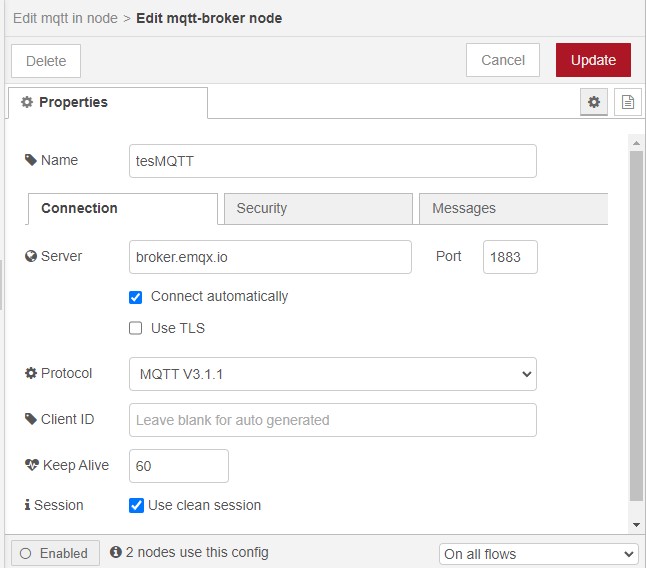 Edit mqtt in node > Edit mqtt-broker node
Delete
Cancel
Update
Properties
Name
tesMQTT
Connection
Security
Messages
Server
broker.emqx.io
Port
1883
Connect automatically
Use TLS
Protocol
MQTT V3.1.1
Client ID
Leave blank for auto generated
Keep Alive
60
Session
Use clean session
Enabled
2 nodes use this config
On all flows